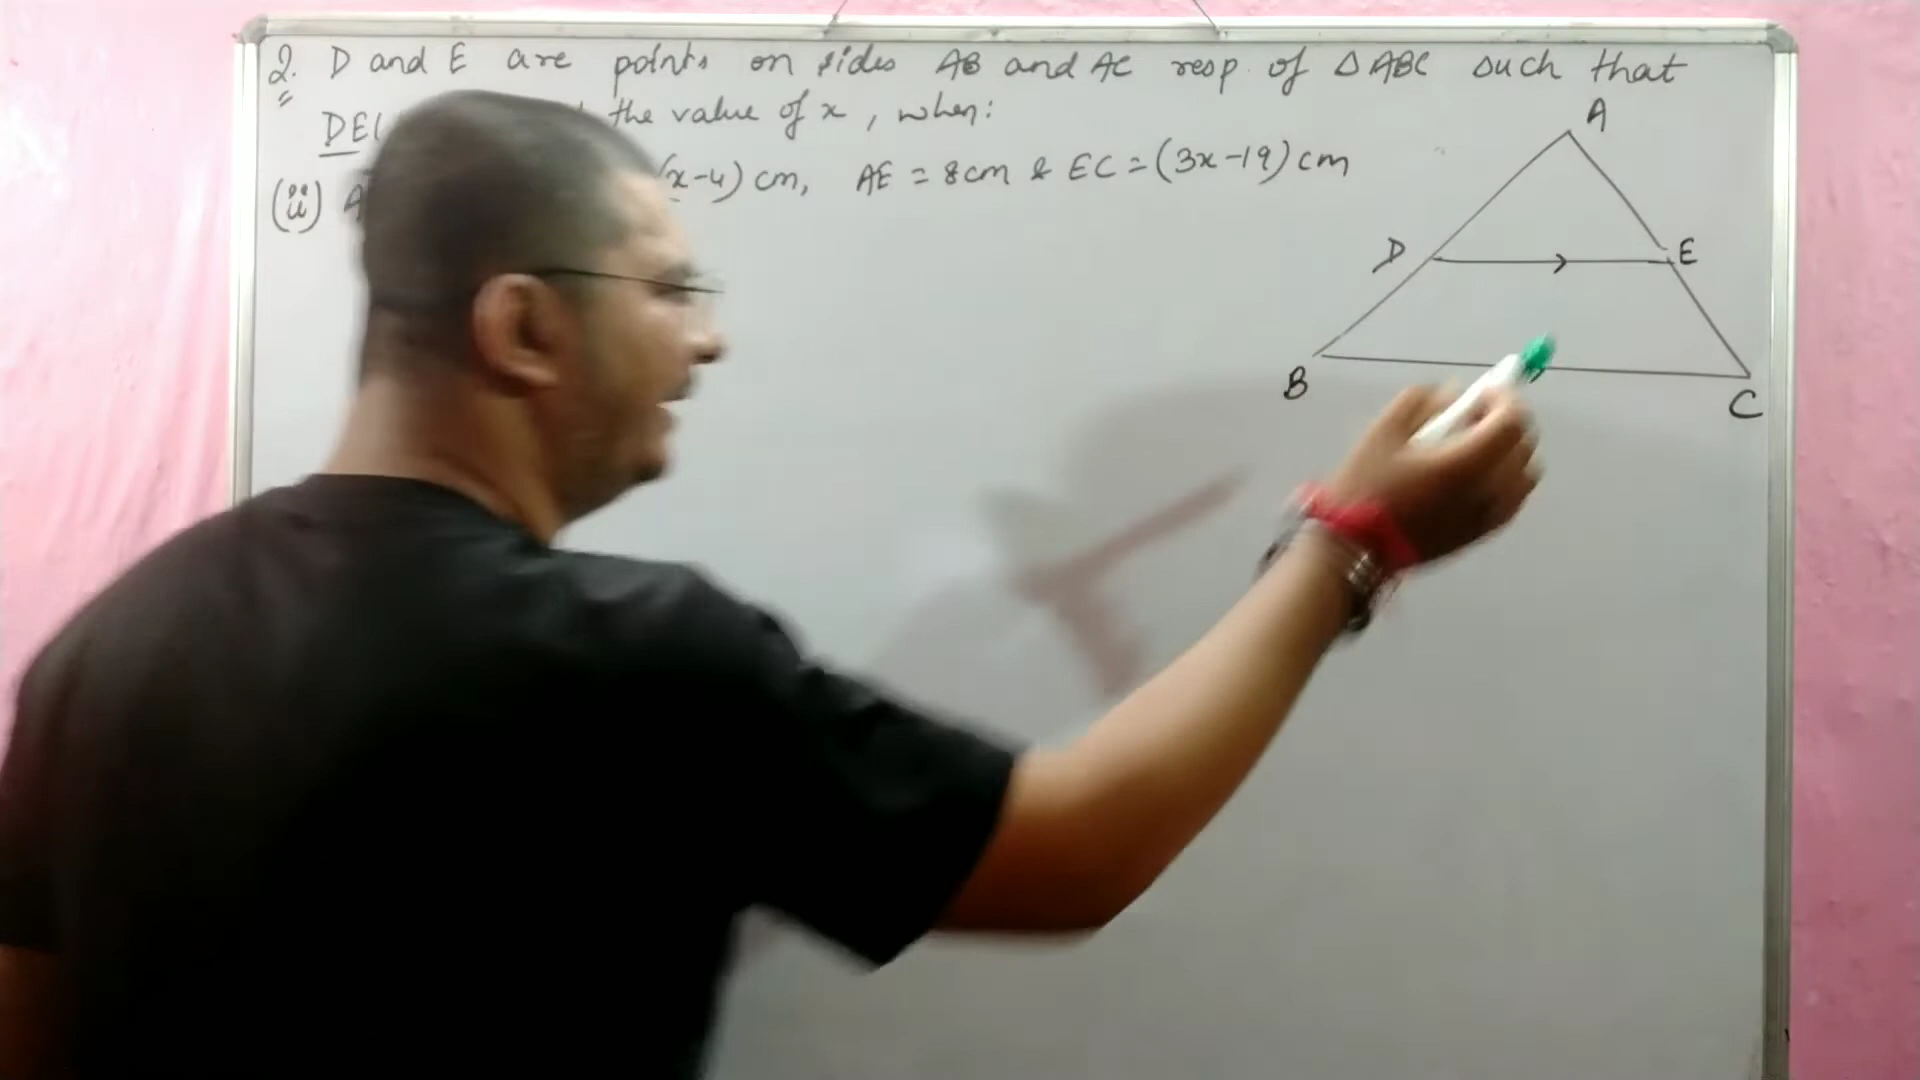 2. D and E are points on sides AB and AC resp. of △ABC such that
DE the value of x, when:
(ii) A (x-4) cm, AE = 8cm & EC = (3x-19) cm
A
D
E
B
C